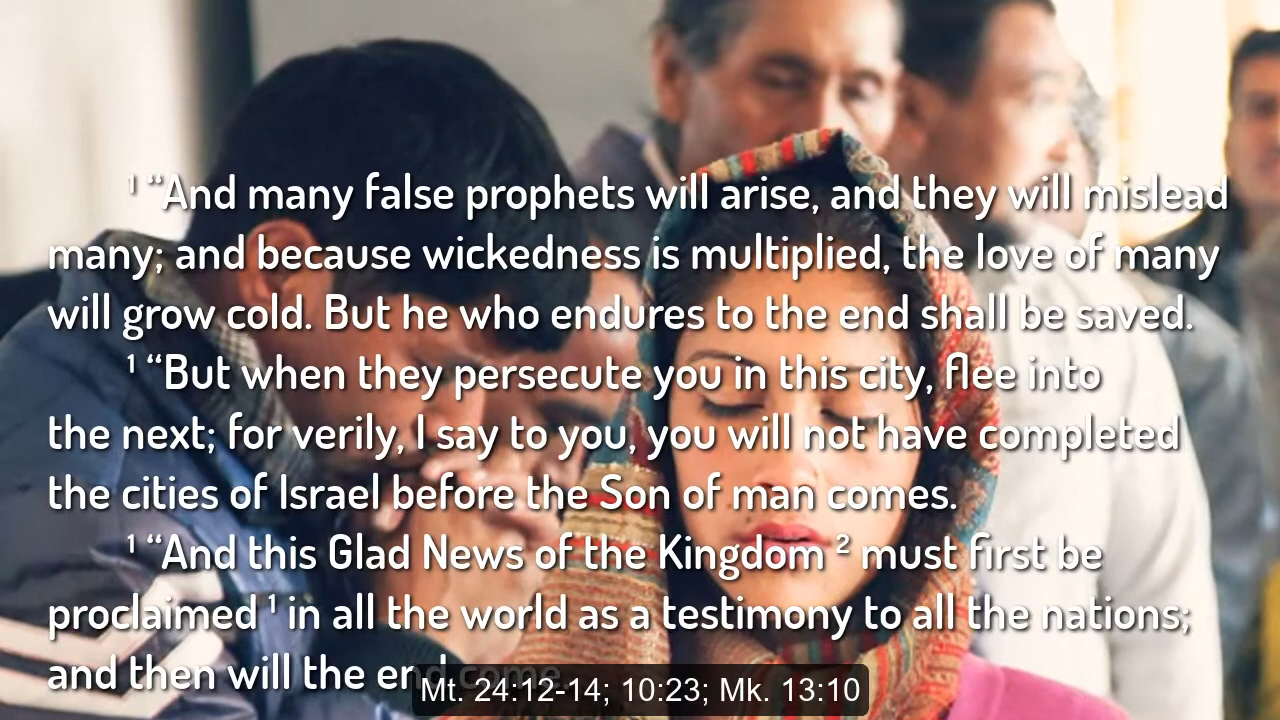 ¹ “And many false prophets will arise, and they will mislead
many; and because wickedness is multiplied, the love of many
will grow cold. But he who endures to the end shall be saved.
¹ “But when they persecute you in this city, flee into
the next; for verily, I say to you, you will not have completed
the cities of Israel before the Son of man comes.
¹ “And this Glad News of the Kingdom ² must first be
proclaimed ¹ in all the world as a testimony to all the nations;
and then will the end come.
Mt. 24:12-14; 10:23; Mk. 13:10